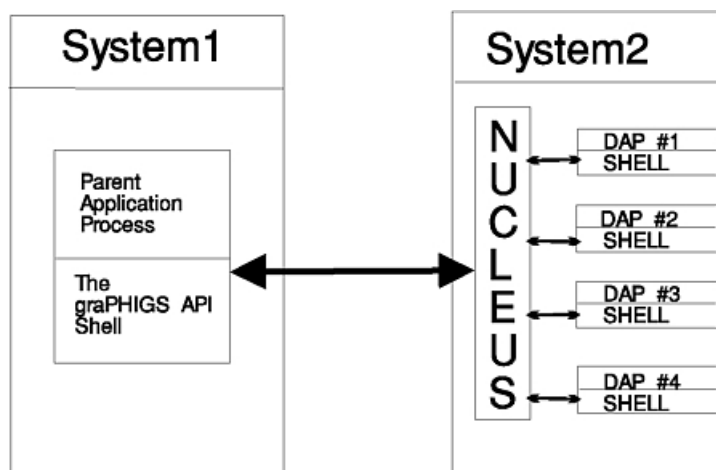 System1
Parent
Application
Process
The
graPHIGS API
Shell
System2
NUCLEUS
DAP #1
SHELL
DAP #2
SHELL
DAP #3
SHELL
DAP #4
SHELL